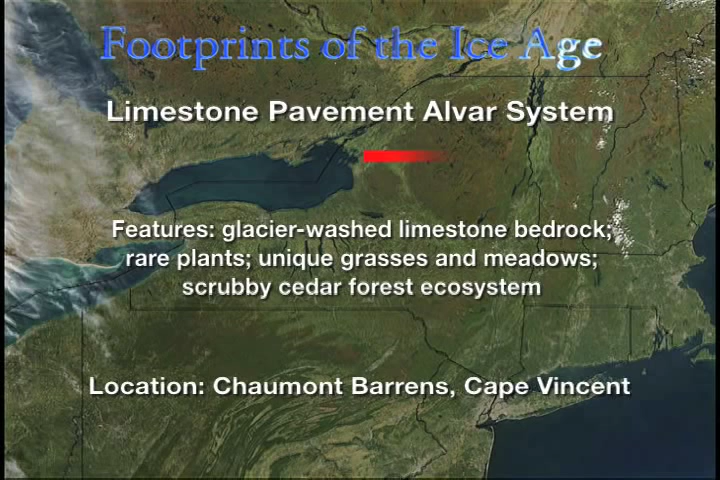 Footprints of the Ice Age
Limestone Pavement Alvar System
Features: glacier-washed limestone bedrock;
rare plants; unique grasses and meadows;
scrubby cedar forest ecosystem
Location: Chaumont Barrens, Cape Vincent